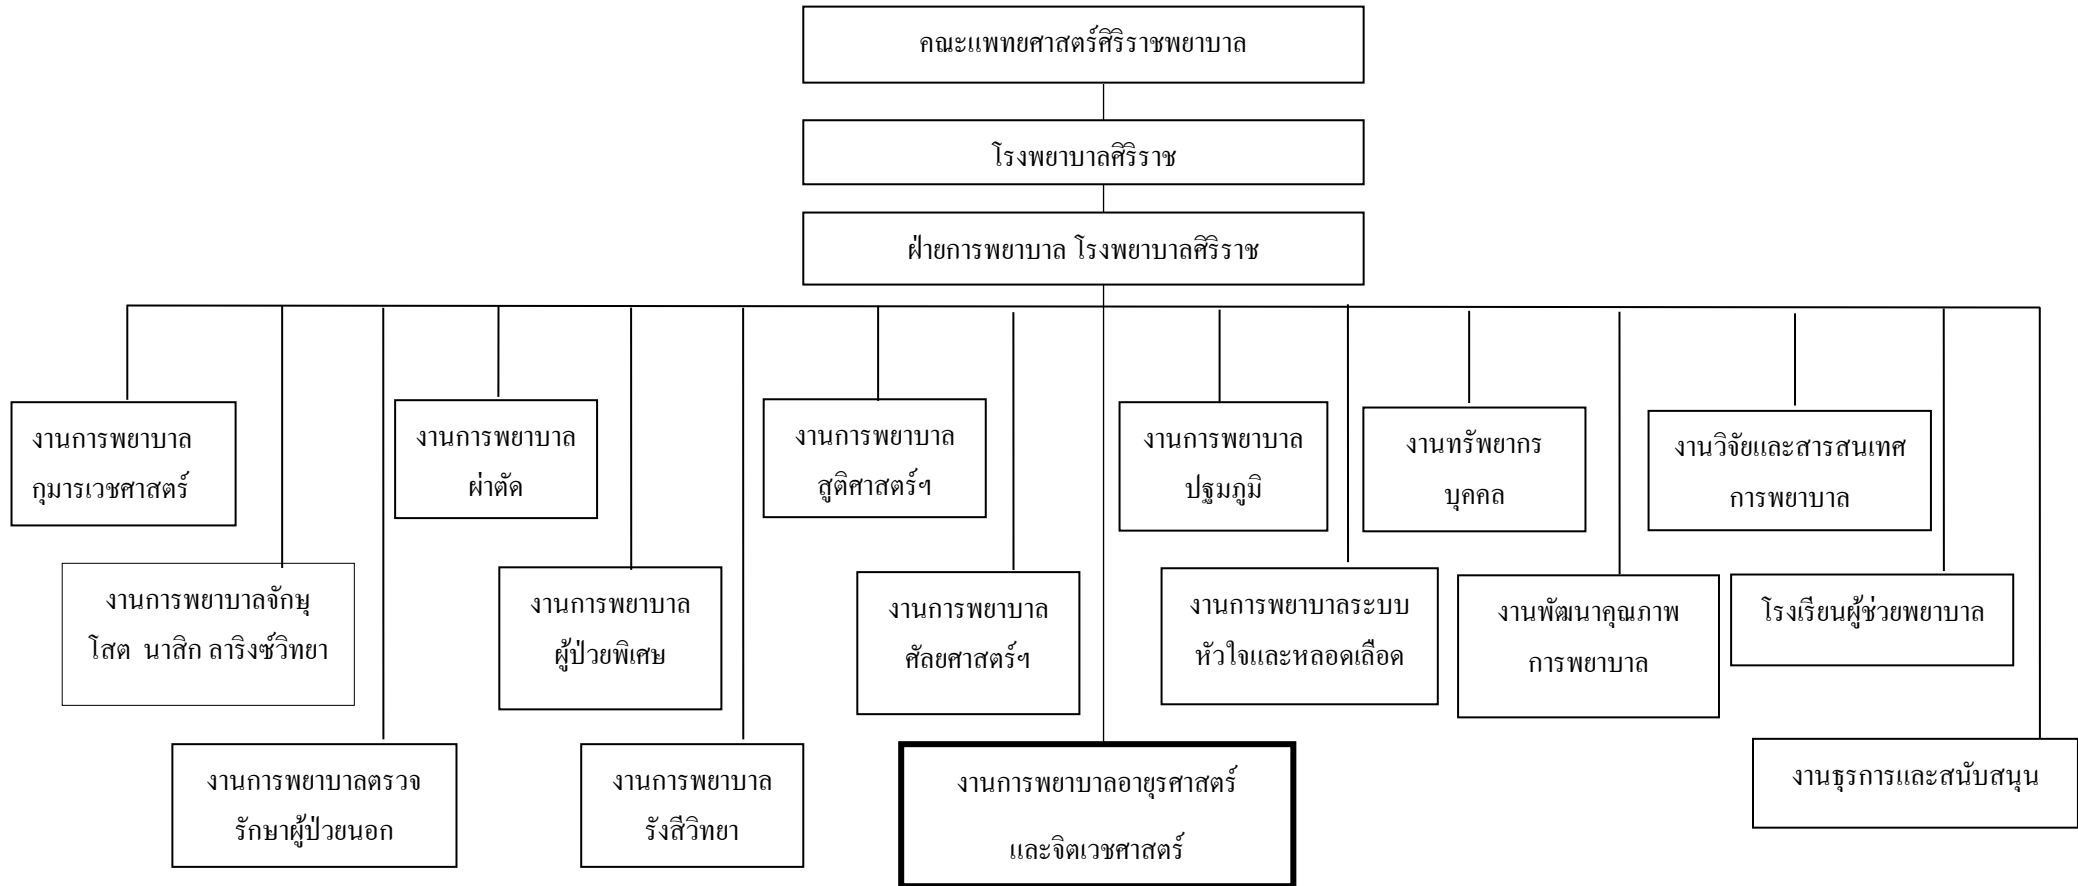 คณะแพทยศาสตร์ศิริราชพยาบาล
โรงพยาบาลศิริราช
ฝ่ายการพยาบาล โรงพยาบาลศิริราช
งานการพยาบาล
กุมารเวชศาสตร์
งานการพยาบาล
ผ่าตัด
งานการพยาบาล
สูติศาสตร์ฯ
งานการพยาบาล
ปฐมภูมิ
งานทรัพยากร
บุคคล
งานวิจัยและสารสนเทศ
การพยาบาล
งานการพยาบาลจักษุ
โสต นาสิก ลาริงซ์วิทยา
งานการพยาบาล
ผู้ป่วยพิเศษ
งานการพยาบาล
ศัลยศาสตร์ฯ
งานการพยาบาลระบบ
หัวใจและหลอดเลือด
งานพัฒนาคุณภาพ
การพยาบาล
โรงเรียนผู้ช่วยพยาบาล
งานการพยาบาลตรวจ
รักษาผู้ป่วยนอก
งานการพยาบาล
รังสีวิทยา
งานการพยาบาลอายุรศาสตร์
และจิตเวชศาสตร์
งานธุรการและสนับสนุน